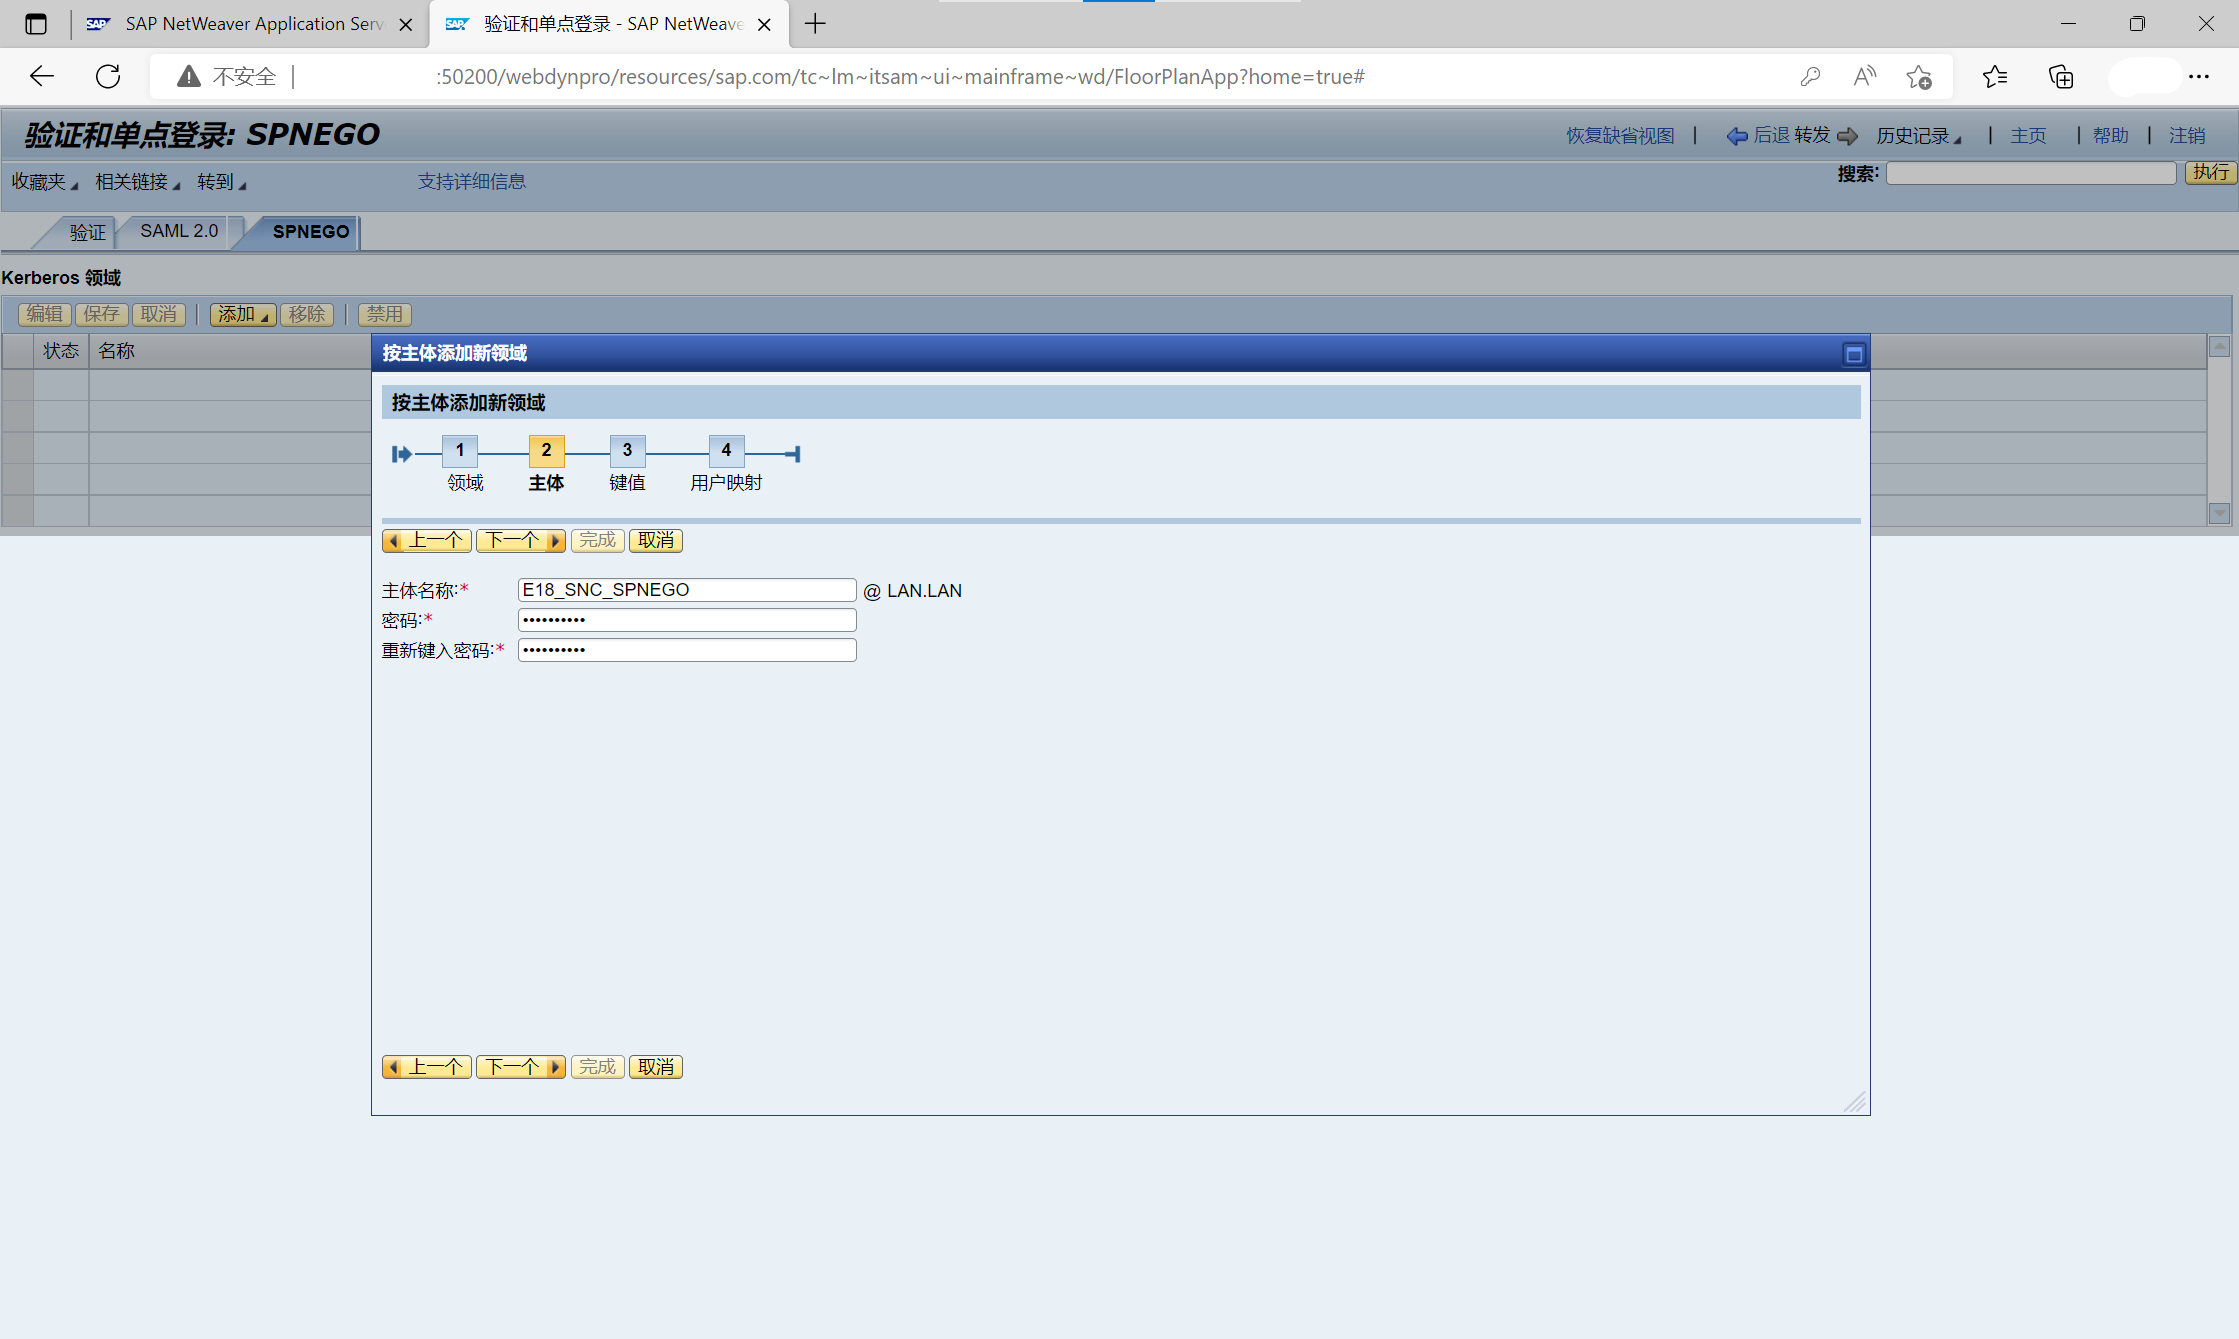 SAP NetWeaver Application Serv
验证和单点登录 - SAP NetWeave
不安全
:50200/webdynpro/resources/sap.com/tc~lm~itsam~ui~mainframe~wd/FloorPlanApp?home=true#
验证和单点登录: SPNEGO
恢复缺省视图 | 后退 转发 历史记录 | 主页 | 帮助 | 注销
收藏夹 相关链接 转到 支持详细信息
搜索: 执行
验证 SAML 2.0 SPNEGO
Kerberos 领域
编辑 保存 取消 添加 移除 禁用
状态 名称
按主体添加新领域
按主体添加新领域
1 2 3 4
领域 主体 键值 用户映射
上一个 下一个 完成 取消
主体名称:* E18_SNC_SPNEGO @ LAN.LAN
密码:* ••••••••••
重新键入密码:* ••••••••••
上一个 下一个 完成 取消